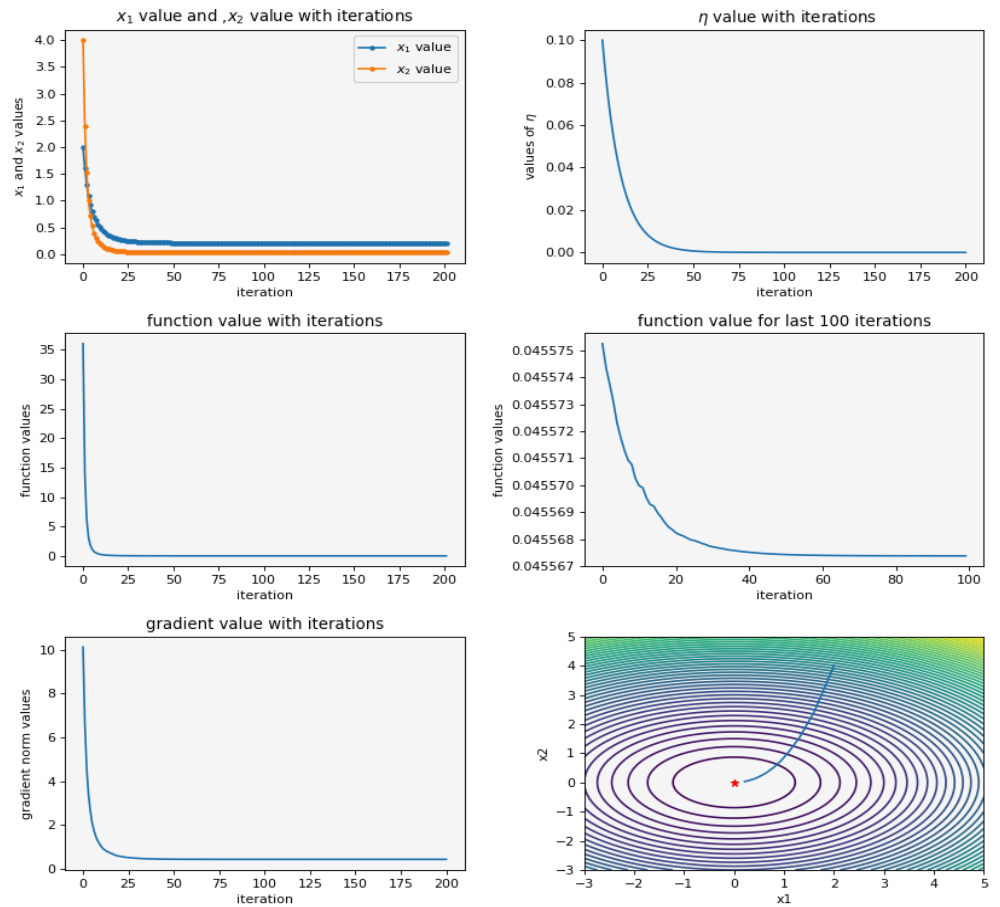 x₁ value and ,x₂ value with iterations
x₁ and x₂ values
4.0
3.5
3.0
2.5
2.0
1.5
1.0
0.5
0.0
x₁ value
x₂ value
0 25 50 75 100 125 150 175 200
iteration
η value with iterations
values of η
0.10
0.08
0.06
0.04
0.02
0.00
0 25 50 75 100 125 150 175 200
iteration
function value with iterations
function values
35
30
25
20
15
10
5
0
0 25 50 75 100 125 150 175 200
iteration
function value for last 100 iterations
function values
0.045575
0.045574
0.045573
0.045572
0.045571
0.045570
0.045569
0.045568
0.045567
0 20 40 60 80 100
iteration
gradient value with iterations
gradient norm values
10
8
6
4
2
0
0 25 50 75 100 125 150 175 200
iteration
x2
5
4
3
2
1
0
−1
−2
−3
−3 −2 −1 0 1 2 3 4 5
x1